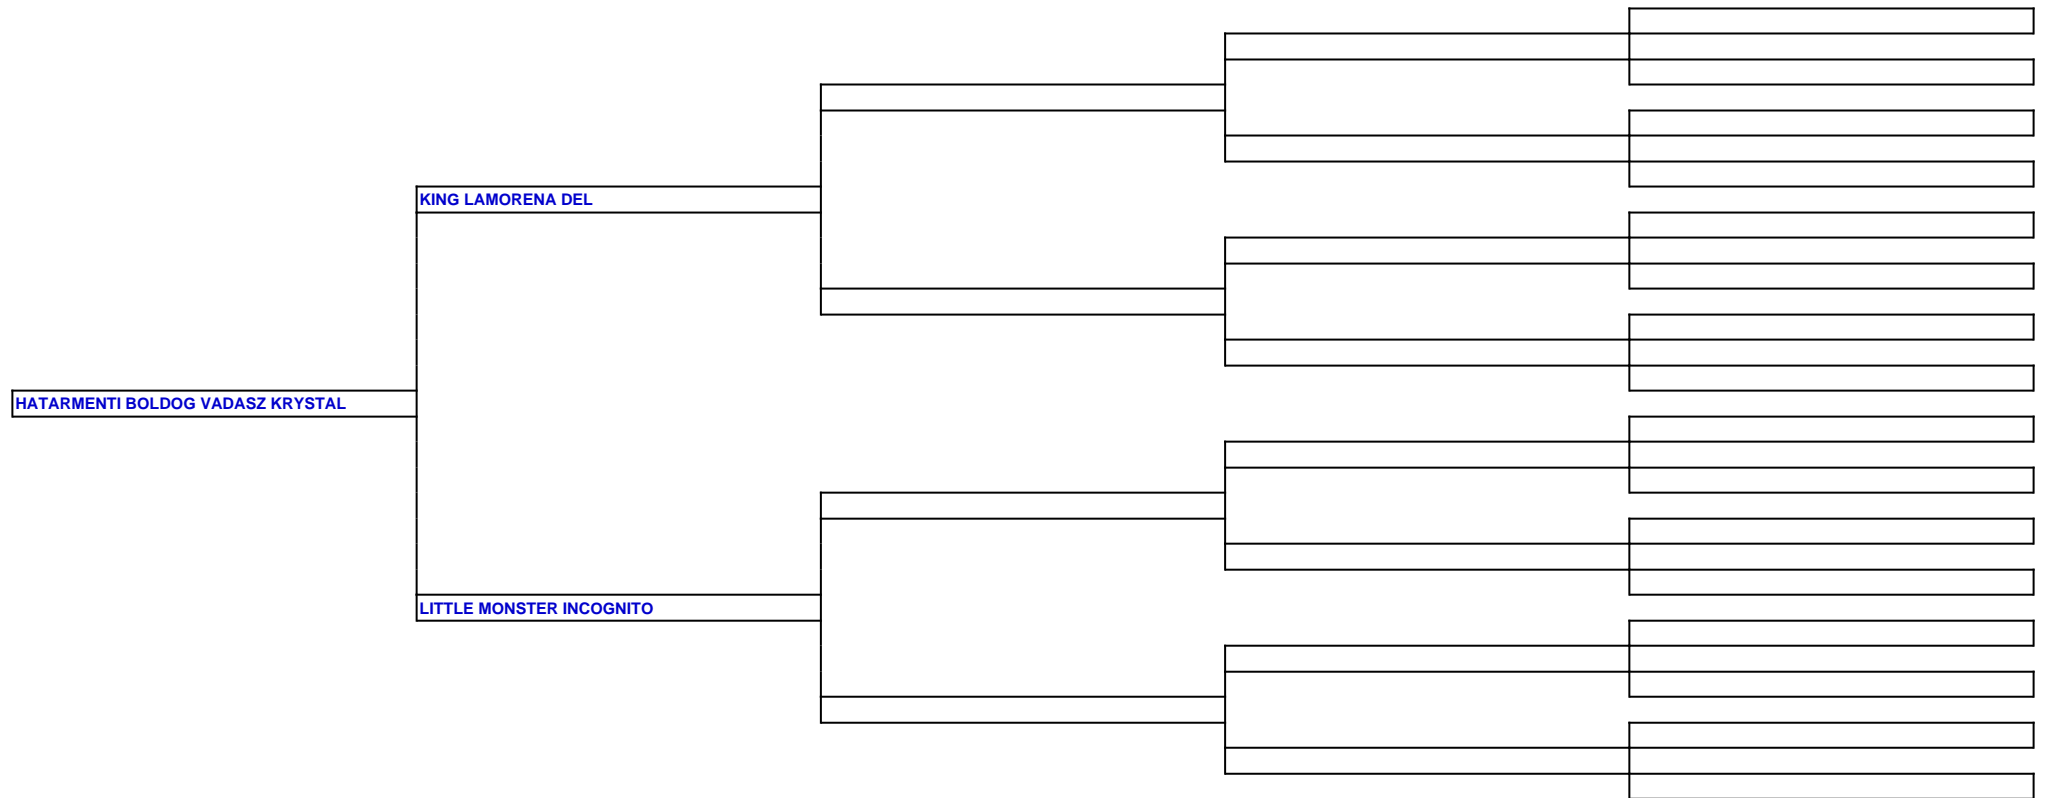 KING LAMORENA DEL
HATARMENTI BOLDOG VADASZ KRYSTAL
LITTLE MONSTER INCOGNITO